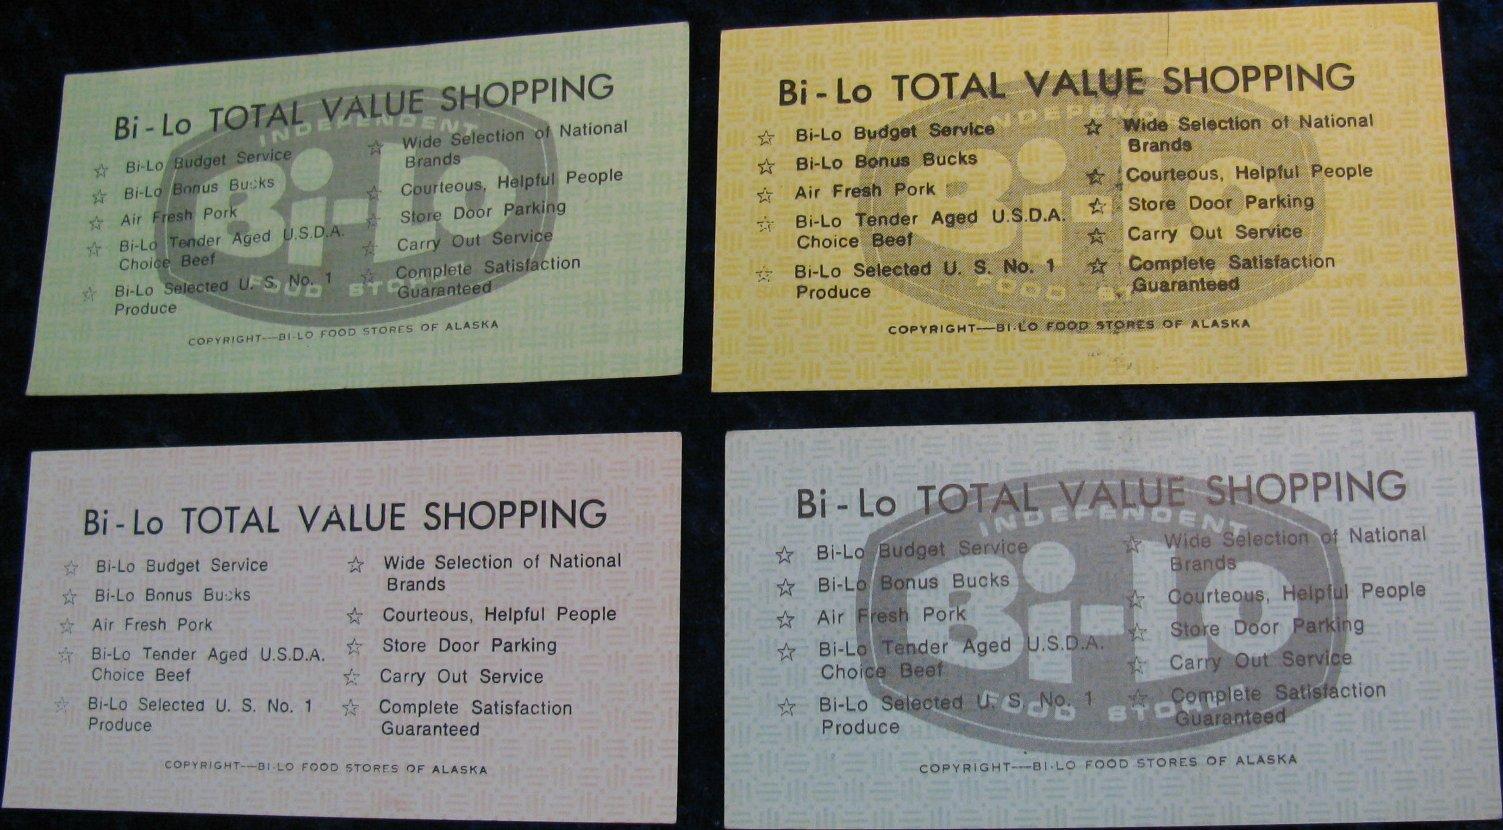 Bi-Lo TOTAL VALUE SHOPPING
INDEPENDENT
Bi-Lo
FOOD STORES
☆ Bi-Lo Budget Service
☆ Bi-Lo Bonus Bucks
☆ Air Fresh Pork
☆ Bi-Lo Tender Aged U.S.D.A.
Choice Beef
☆ Bi-Lo Selected U. S. No. 1
Produce
☆ Wide Selection of National
Brands
☆ Courteous, Helpful People
☆ Store Door Parking
☆ Carry Out Service
☆ Complete Satisfaction
Guaranteed
COPYRIGHT—BI-LO FOOD STORES OF ALASKA
Bi-Lo TOTAL VALUE SHOPPING
INDEPENDENT
Bi-Lo
FOOD STORES
☆ Bi-Lo Budget Service
☆ Bi-Lo Bonus Bucks
☆ Air Fresh Pork
☆ Bi-Lo Tender Aged U.S.D.A.
Choice Beef
☆ Bi-Lo Selected U. S. No. 1
Produce
☆ Wide Selection of National
Brands
☆ Courteous, Helpful People
☆ Store Door Parking
☆ Carry Out Service
☆ Complete Satisfaction
Guaranteed
COPYRIGHT—BI-LO FOOD STORES OF ALASKA
Bi-Lo TOTAL VALUE SHOPPING
☆ Bi-Lo Budget Service
☆ Bi-Lo Bonus Bucks
☆ Air Fresh Pork
☆ Bi-Lo Tender Aged U.S.D.A.
Choice Beef
☆ Bi-Lo Selected U. S. No. 1
Produce
☆ Wide Selection of National
Brands
☆ Courteous, Helpful People
☆ Store Door Parking
☆ Carry Out Service
☆ Complete Satisfaction
Guaranteed
COPYRIGHT—BI-LO FOOD STORES OF ALASKA
Bi-Lo TOTAL VALUE SHOPPING
INDEPENDENT
Bi-Lo
FOOD STORES
☆ Bi-Lo Budget Service
☆ Bi-Lo Bonus Bucks
☆ Air Fresh Pork
☆ Bi-Lo Tender Aged U.S.D.A.
Choice Beef
☆ Bi-Lo Selected U. S. No. 1
Produce
☆ Wide Selection of National
Brands
☆ Courteous, Helpful People
☆ Store Door Parking
☆ Carry Out Service
☆ Complete Satisfaction
Guaranteed
COPYRIGHT—BI-LO FOOD STORES OF ALASKA